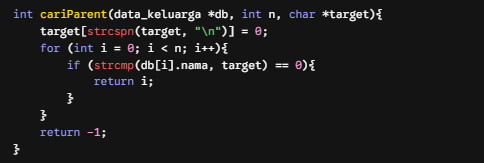 int cariParent(data_keluarga *db, int n, char *target){
    target[strcspn(target, "\n")] = 0;
    for (int i = 0; i < n; i++){
        if (strcmp(db[i].nama, target) == 0){
            return i;
        }
    }
    return -1;
}